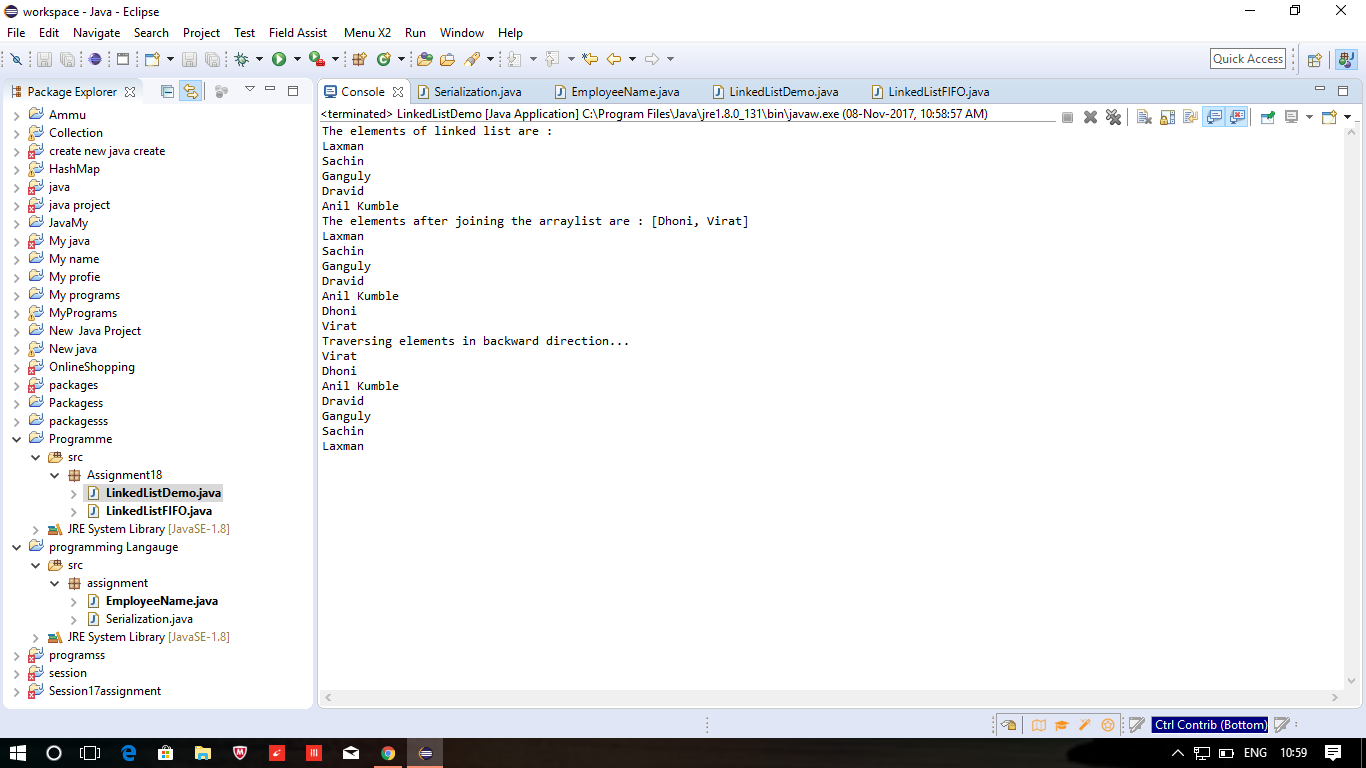 workspace - Java - Eclipse
File Edit Navigate Search Project Test Field Assist Menu X2 Run Window Help
Quick Access
Package Explorer
Ammu
Collection
create new java create
HashMap
java
java project
JavaMy
My java
My name
My profie
My programs
MyPrograms
New Java Project
New java
OnlineShopping
packages
Packagess
packagesss
Programme
src
Assignment18
LinkedListDemo.java
LinkedListFIFO.java
JRE System Library [JavaSE-1.8]
programming Langauge
src
assignment
EmployeeName.java
Serialization.java
JRE System Library [JavaSE-1.8]
programss
session
Session17assignment
Console Serialization.java EmployeeName.java LinkedListDemo.java LinkedListFIFO.java
<terminated> LinkedListDemo [Java Application] C:\Program Files\Java\jre1.8.0_131\bin\javaw.exe (08-Nov-2017, 10:58:57 AM)
The elements of linked list are :
Laxman
Sachin
Ganguly
Dravid
Anil Kumble
The elements after joining the arraylist are : [Dhoni, Virat]
Laxman
Sachin
Ganguly
Dravid
Anil Kumble
Dhoni
Virat
Traversing elements in backward direction...
Virat
Dhoni
Anil Kumble
Dravid
Ganguly
Sachin
Laxman
Ctrl Contrib (Bottom)
ENG 10:59